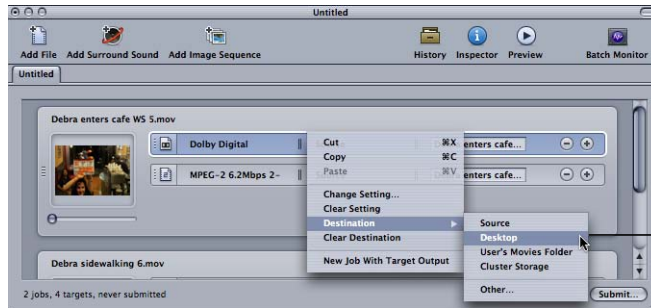 Untitled
Add File Add Surround Sound Add Image Sequence History Inspector Preview Batch Monitor
Untitled
Debra enters cafe WS 5.mov
Dolby Digital enters cafe...
MPEG-2 6.2Mbps 2- enters cafe...
Cut ⌘X
Copy ⌘C
Paste ⌘V
Change Setting...
Clear Setting
Destination
Clear Destination
New Job With Target Output
Source
Desktop
User's Movies Folder
Cluster Storage
Other...
Debra sidewalking 6.mov
2 jobs, 4 targets, never submitted Submit...